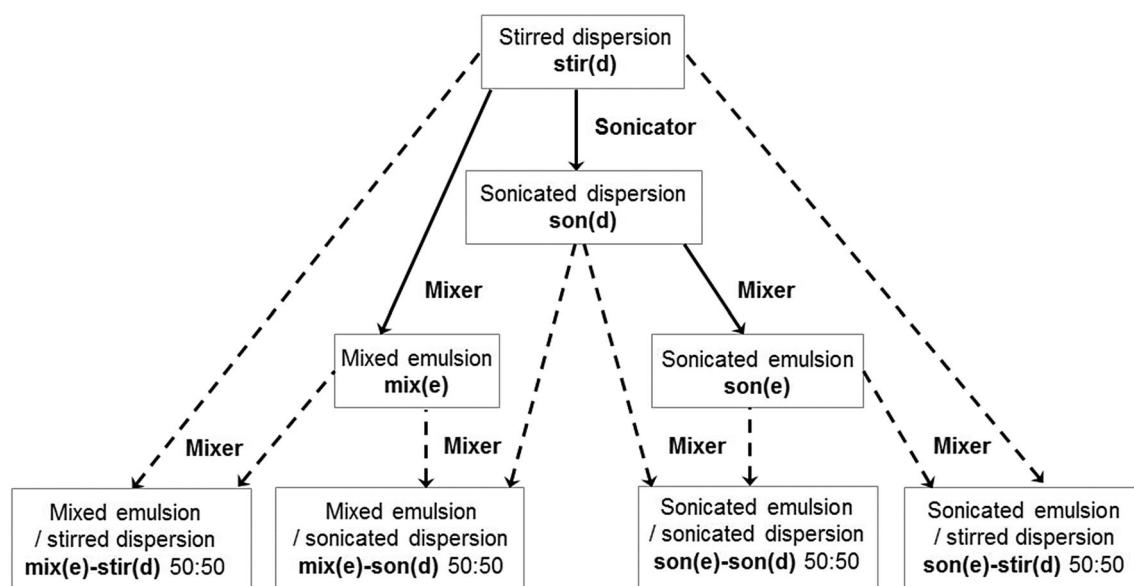 Stirred dispersion
stir(d)
Sonicator
Sonicated dispersion
son(d)
Mixer
Mixer
Mixed emulsion
mix(e)
Sonicated emulsion
son(e)
Mixer
Mixer
Mixer
Mixer
Mixed emulsion
/ stirred dispersion
mix(e)-stir(d) 50:50
Mixed emulsion
/ sonicated dispersion
mix(e)-son(d) 50:50
Sonicated emulsion
/ sonicated dispersion
son(e)-son(d) 50:50
Sonicated emulsion
/ stirred dispersion
son(e)-stir(d) 50:50